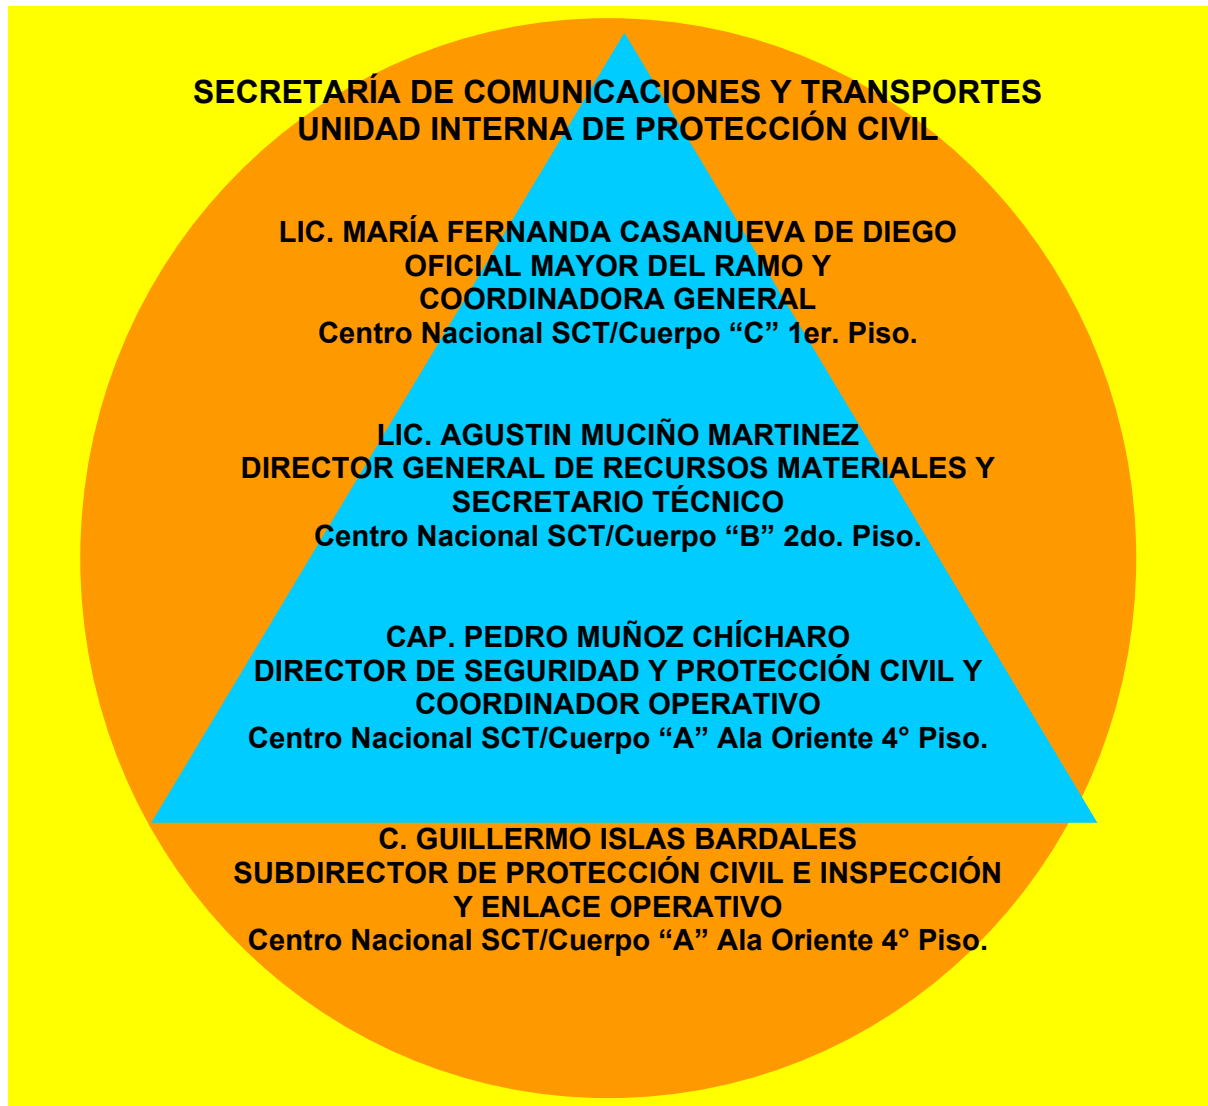 SECRETARÍA DE COMUNICACIONES Y TRANSPORTES
UNIDAD INTERNA DE PROTECCIÓN CIVIL
LIC. MARÍA FERNANDA CASANUEVA DE DIEGO
OFICIAL MAYOR DEL RAMO Y
COORDINADORA GENERAL
Centro Nacional SCT/Cuerpo “C” 1er. Piso.
LIC. AGUSTIN MUCIÑO MARTINEZ
DIRECTOR GENERAL DE RECURSOS MATERIALES Y
SECRETARIO TÉCNICO
Centro Nacional SCT/Cuerpo “B” 2do. Piso.
CAP. PEDRO MUÑOZ CHÍCHARO
DIRECTOR DE SEGURIDAD Y PROTECCIÓN CIVIL Y
COORDINADOR OPERATIVO
Centro Nacional SCT/Cuerpo “A” Ala Oriente 4° Piso.
C. GUILLERMO ISLAS BARDALES
SUBDIRECTOR DE PROTECCIÓN CIVIL E INSPECCIÓN
Y ENLACE OPERATIVO
Centro Nacional SCT/Cuerpo “A” Ala Oriente 4° Piso.